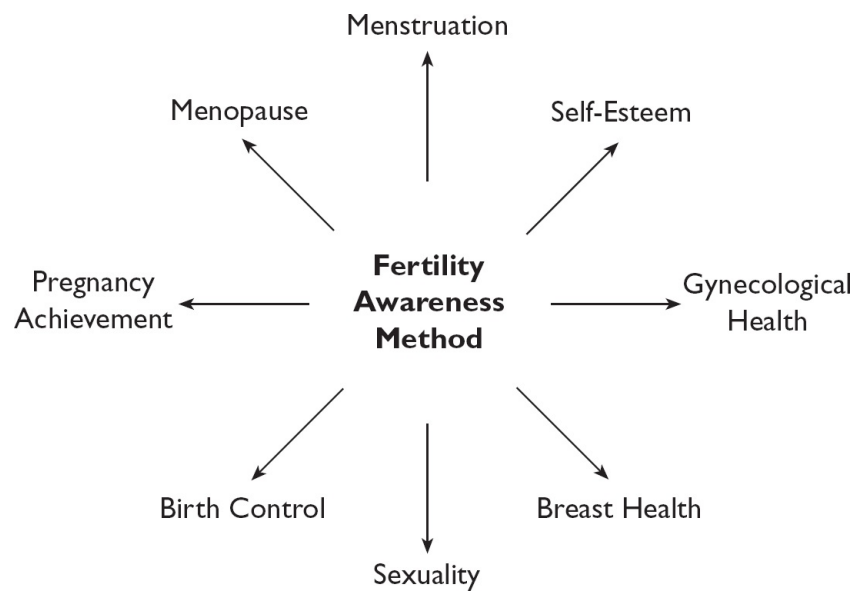 Menstruation
Menopause
Self-Esteem
Pregnancy
Achievement
Fertility
Awareness
Method
Gynecological
Health
Birth Control
Breast Health
Sexuality